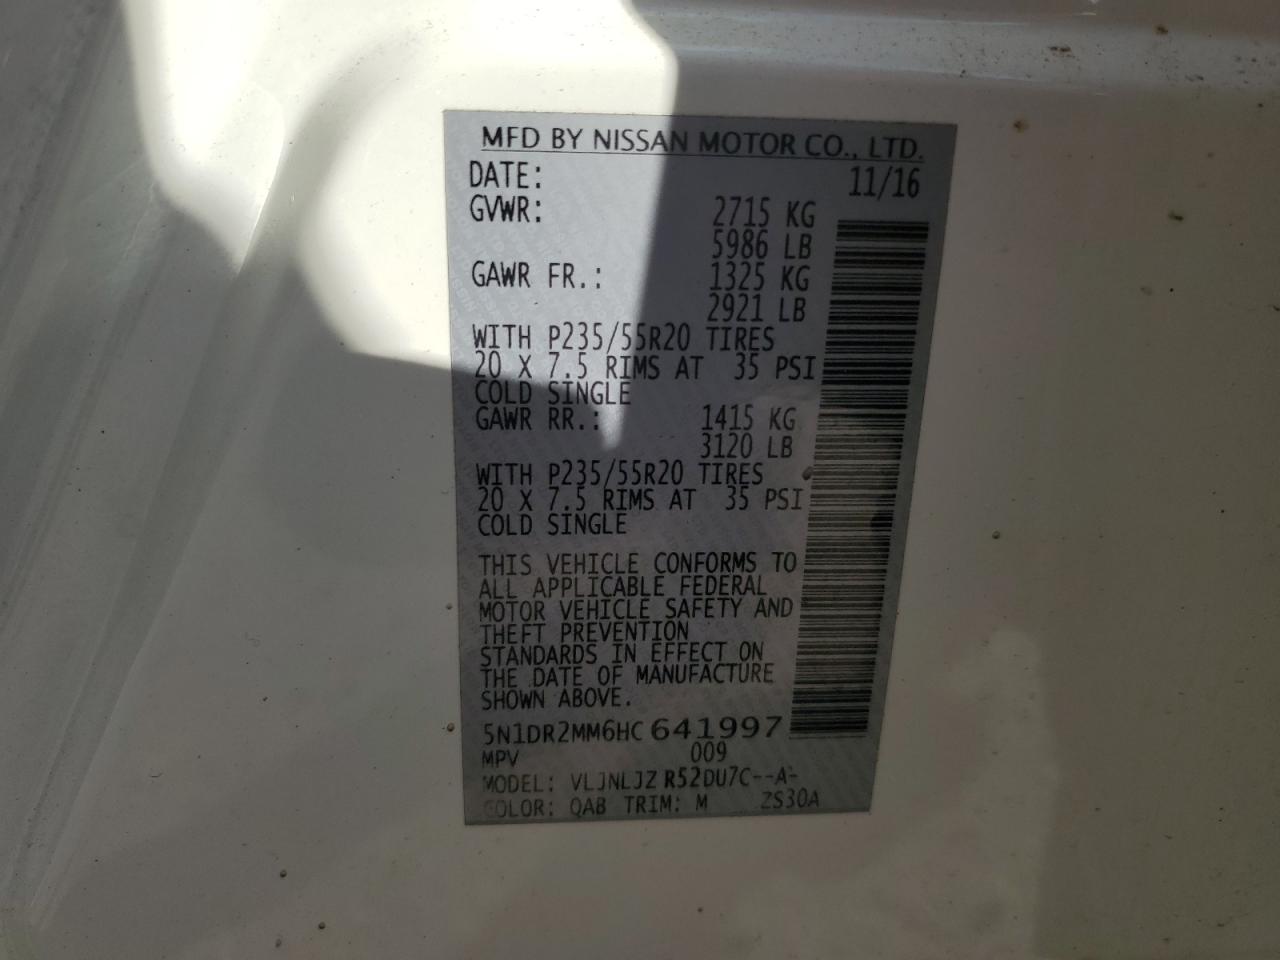 MFD BY NISSAN MOTOR CO., LTD.
DATE: 11/16
GVWR: 2715 KG
5986 LB
GAWR FR.: 1325 KG
2921 LB
WITH P235/55R20 TIRES
20 X 7.5 RIMS AT 35 PSI
COLD SINGLE
GAWR RR.: 1415 KG
3120 LB
WITH P235/55R20 TIRES
20 X 7.5 RIMS AT 35 PSI
COLD SINGLE
THIS VEHICLE CONFORMS TO
ALL APPLICABLE FEDERAL
MOTOR VEHICLE SAFETY AND
THEFT PREVENTION
STANDARDS IN EFFECT ON
THE DATE OF MANUFACTURE
SHOWN ABOVE.
5N1DR2MM6HC641997
MPV 009
MODEL: VLJNLJZ R52DU7C--A-
COLOR: QAB TRIM: M ZS30A